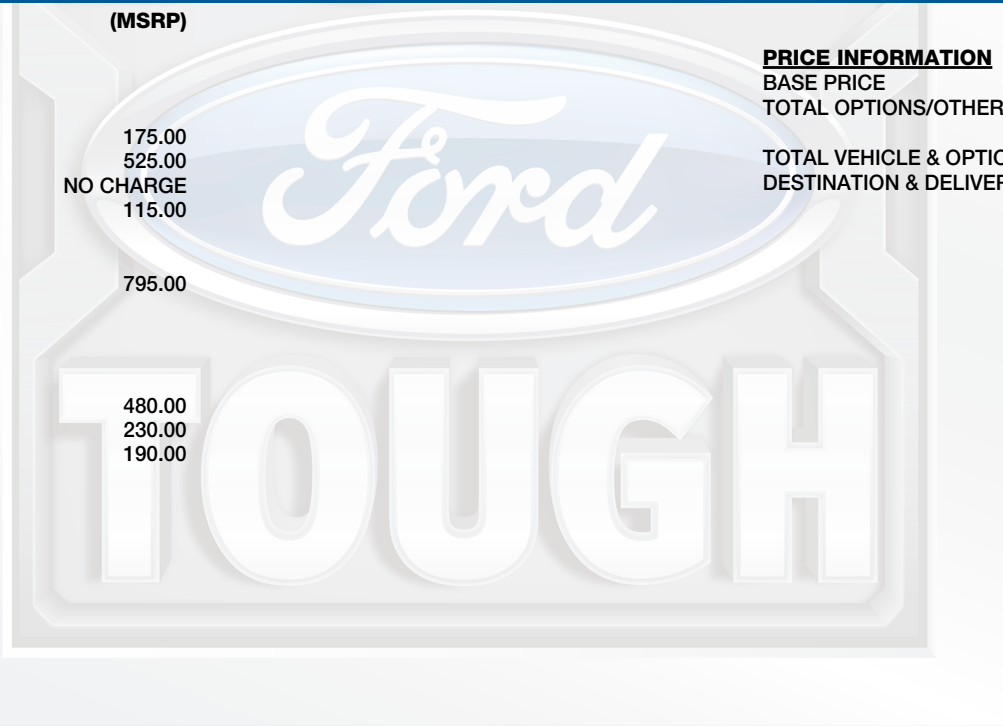 (MSRP)
175.00
525.00
NO CHARGE
115.00
795.00
480.00
230.00
190.00
PRICE INFORMATION
BASE PRICE
TOTAL OPTIONS/OTHER
TOTAL VEHICLE & OPTIO
DESTINATION & DELIVER
Ford
TOUGH